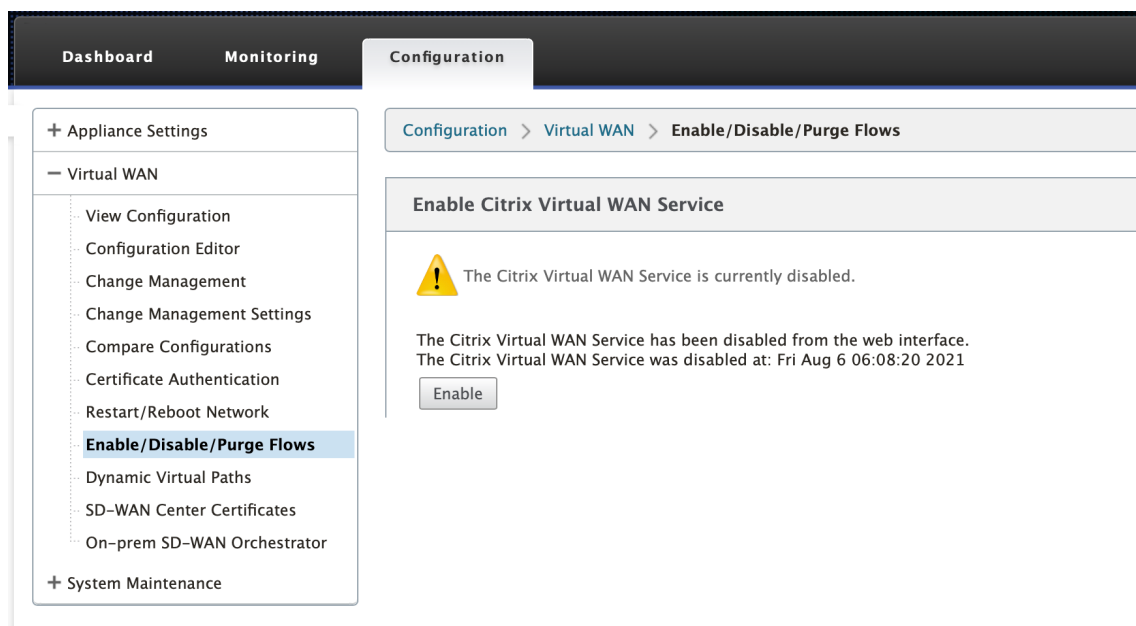 Dashboard Monitoring Configuration
+ Appliance Settings
− Virtual WAN
View Configuration
Configuration Editor
Change Management
Change Management Settings
Compare Configurations
Certificate Authentication
Restart/Reboot Network
Enable/Disable/Purge Flows
Dynamic Virtual Paths
SD-WAN Center Certificates
On-prem SD-WAN Orchestrator
+ System Maintenance
Configuration > Virtual WAN > Enable/Disable/Purge Flows
Enable Citrix Virtual WAN Service
The Citrix Virtual WAN Service is currently disabled.
The Citrix Virtual WAN Service has been disabled from the web interface.
The Citrix Virtual WAN Service was disabled at: Fri Aug 6 06:08:20 2021
Enable